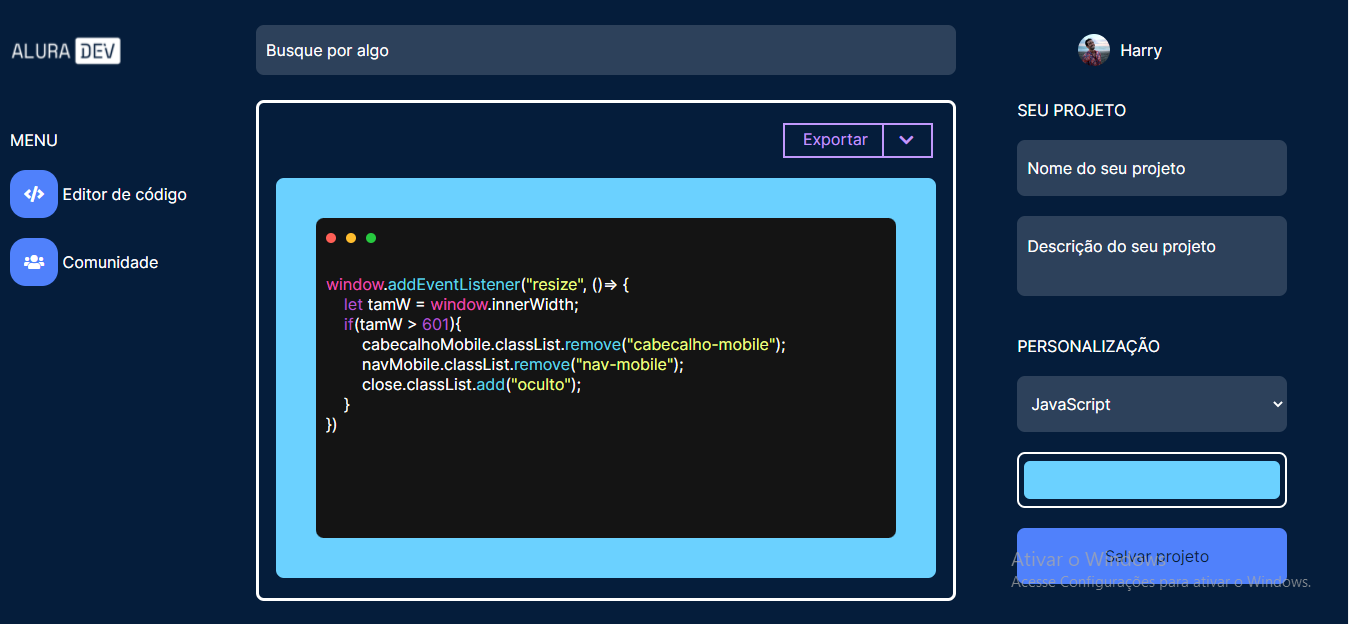 ALURA DEV
Busque por algo
Harry
MENU
Editor de código
Comunidade
Exportar
window.addEventListener("resize", ()=> {
    let tamW = window.innerWidth;
    if(tamW > 601){
        cabecalhoMobile.classList.remove("cabecalho-mobile");
        navMobile.classList.remove("nav-mobile");
        close.classList.add("oculto");
    }
})
SEU PROJETO
Nome do seu projeto
Descrição do seu projeto
PERSONALIZAÇÃO
JavaScript
Salvar projeto
Ativar o Windows
Acesse Configurações para ativar o Windows.